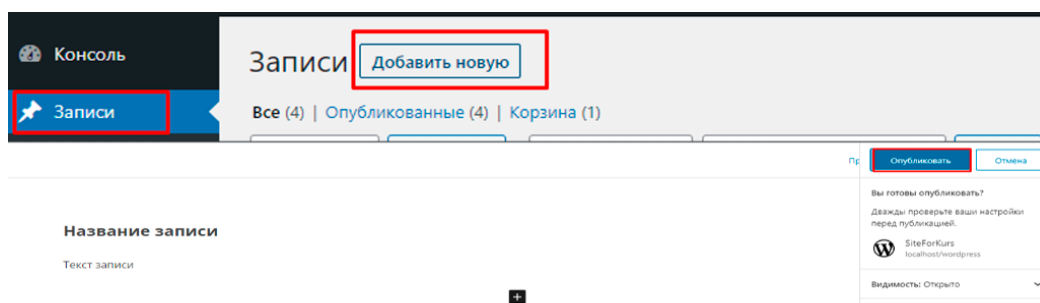 Консоль
Записи Добавить новую
Записи
Все (4) | Опубликованные (4) | Корзина (1)
Опубликовать Отмена
Вы готовы опубликовать?
Дважды проверьте ваши настройки
перед публикацией.
Название записи
SiteForKurs
localhost/wordpress
Текст записи
Видимость: Открыто